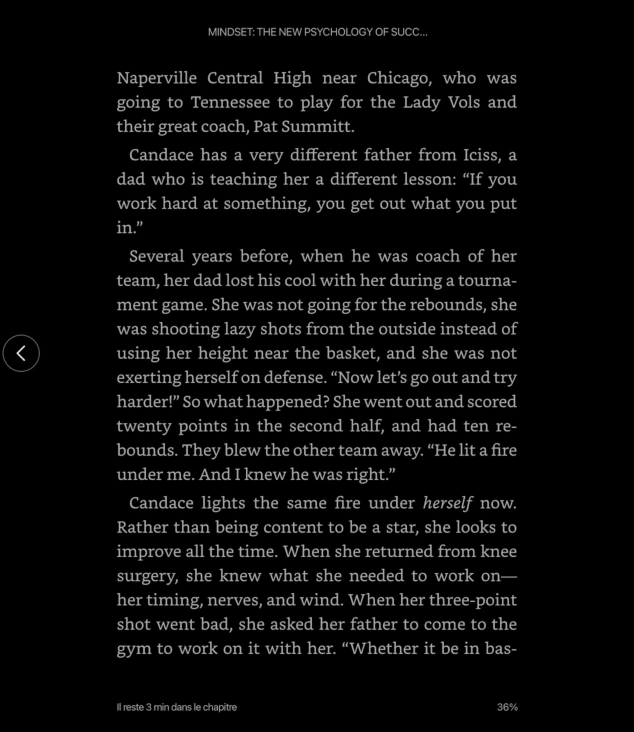 MINDSET: THE NEW PSYCHOLOGY OF SUCC...
Naperville Central High near Chicago, who was
going to Tennessee to play for the Lady Vols and
their great coach, Pat Summitt.
Candace has a very different father from Iciss, a
dad who is teaching her a different lesson: “If you
work hard at something, you get out what you put
in.”
Several years before, when he was coach of her
team, her dad lost his cool with her during a tourna-
ment game. She was not going for the rebounds, she
was shooting lazy shots from the outside instead of
using her height near the basket, and she was not
exerting herself on defense. “Now let’s go out and try
harder!” So what happened? She went out and scored
twenty points in the second half, and had ten re-
bounds. They blew the other team away. “He lit a fire
under me. And I knew he was right.”
Candace lights the same fire under herself now.
Rather than being content to be a star, she looks to
improve all the time. When she returned from knee
surgery, she knew what she needed to work on—
her timing, nerves, and wind. When her three-point
shot went bad, she asked her father to come to the
gym to work on it with her. “Whether it be in bas-
Il reste 3 min dans le chapitre
36%